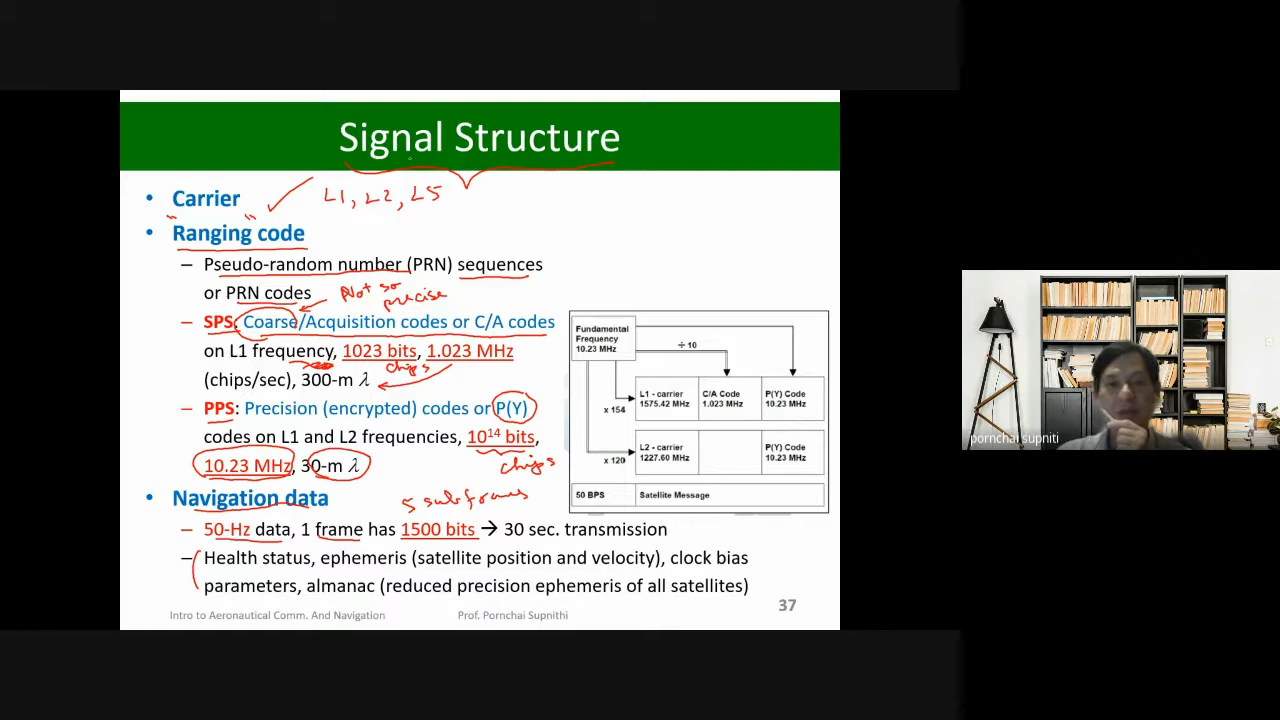 Signal Structure
• Carrier
L1, L2, L5
• Ranging code
– Pseudo-random number (PRN) sequences
or PRN codes
Not so
precise
– SPS: Coarse/Acquisition codes or C/A codes
on L1 frequency, 1023 bits, 1.023 MHz
chips
(chips/sec), 300-m λ
– PPS: Precision (encrypted) codes or P(Y)
codes on L1 and L2 frequencies, 10¹⁴ bits,
chips
10.23 MHz, 30-m λ
Fundamental
Frequency
10.23 MHz
÷ 10
L1 - carrier
1575.42 MHz
C/A Code
1.023 MHz
P(Y) Code
10.23 MHz
x 154
L2 - carrier
1227.60 MHz
P(Y) Code
10.23 MHz
x 120
50 BPS
Satellite Message
• Navigation data
5 subframes
– 50-Hz data, 1 frame has 1500 bits → 30 sec. transmission
– Health status, ephemeris (satellite position and velocity), clock bias
parameters, almanac (reduced precision ephemeris of all satellites)
Intro to Aeronautical Comm. And Navigation
Prof. Pornchai Supnithi
37
pornchai supniti